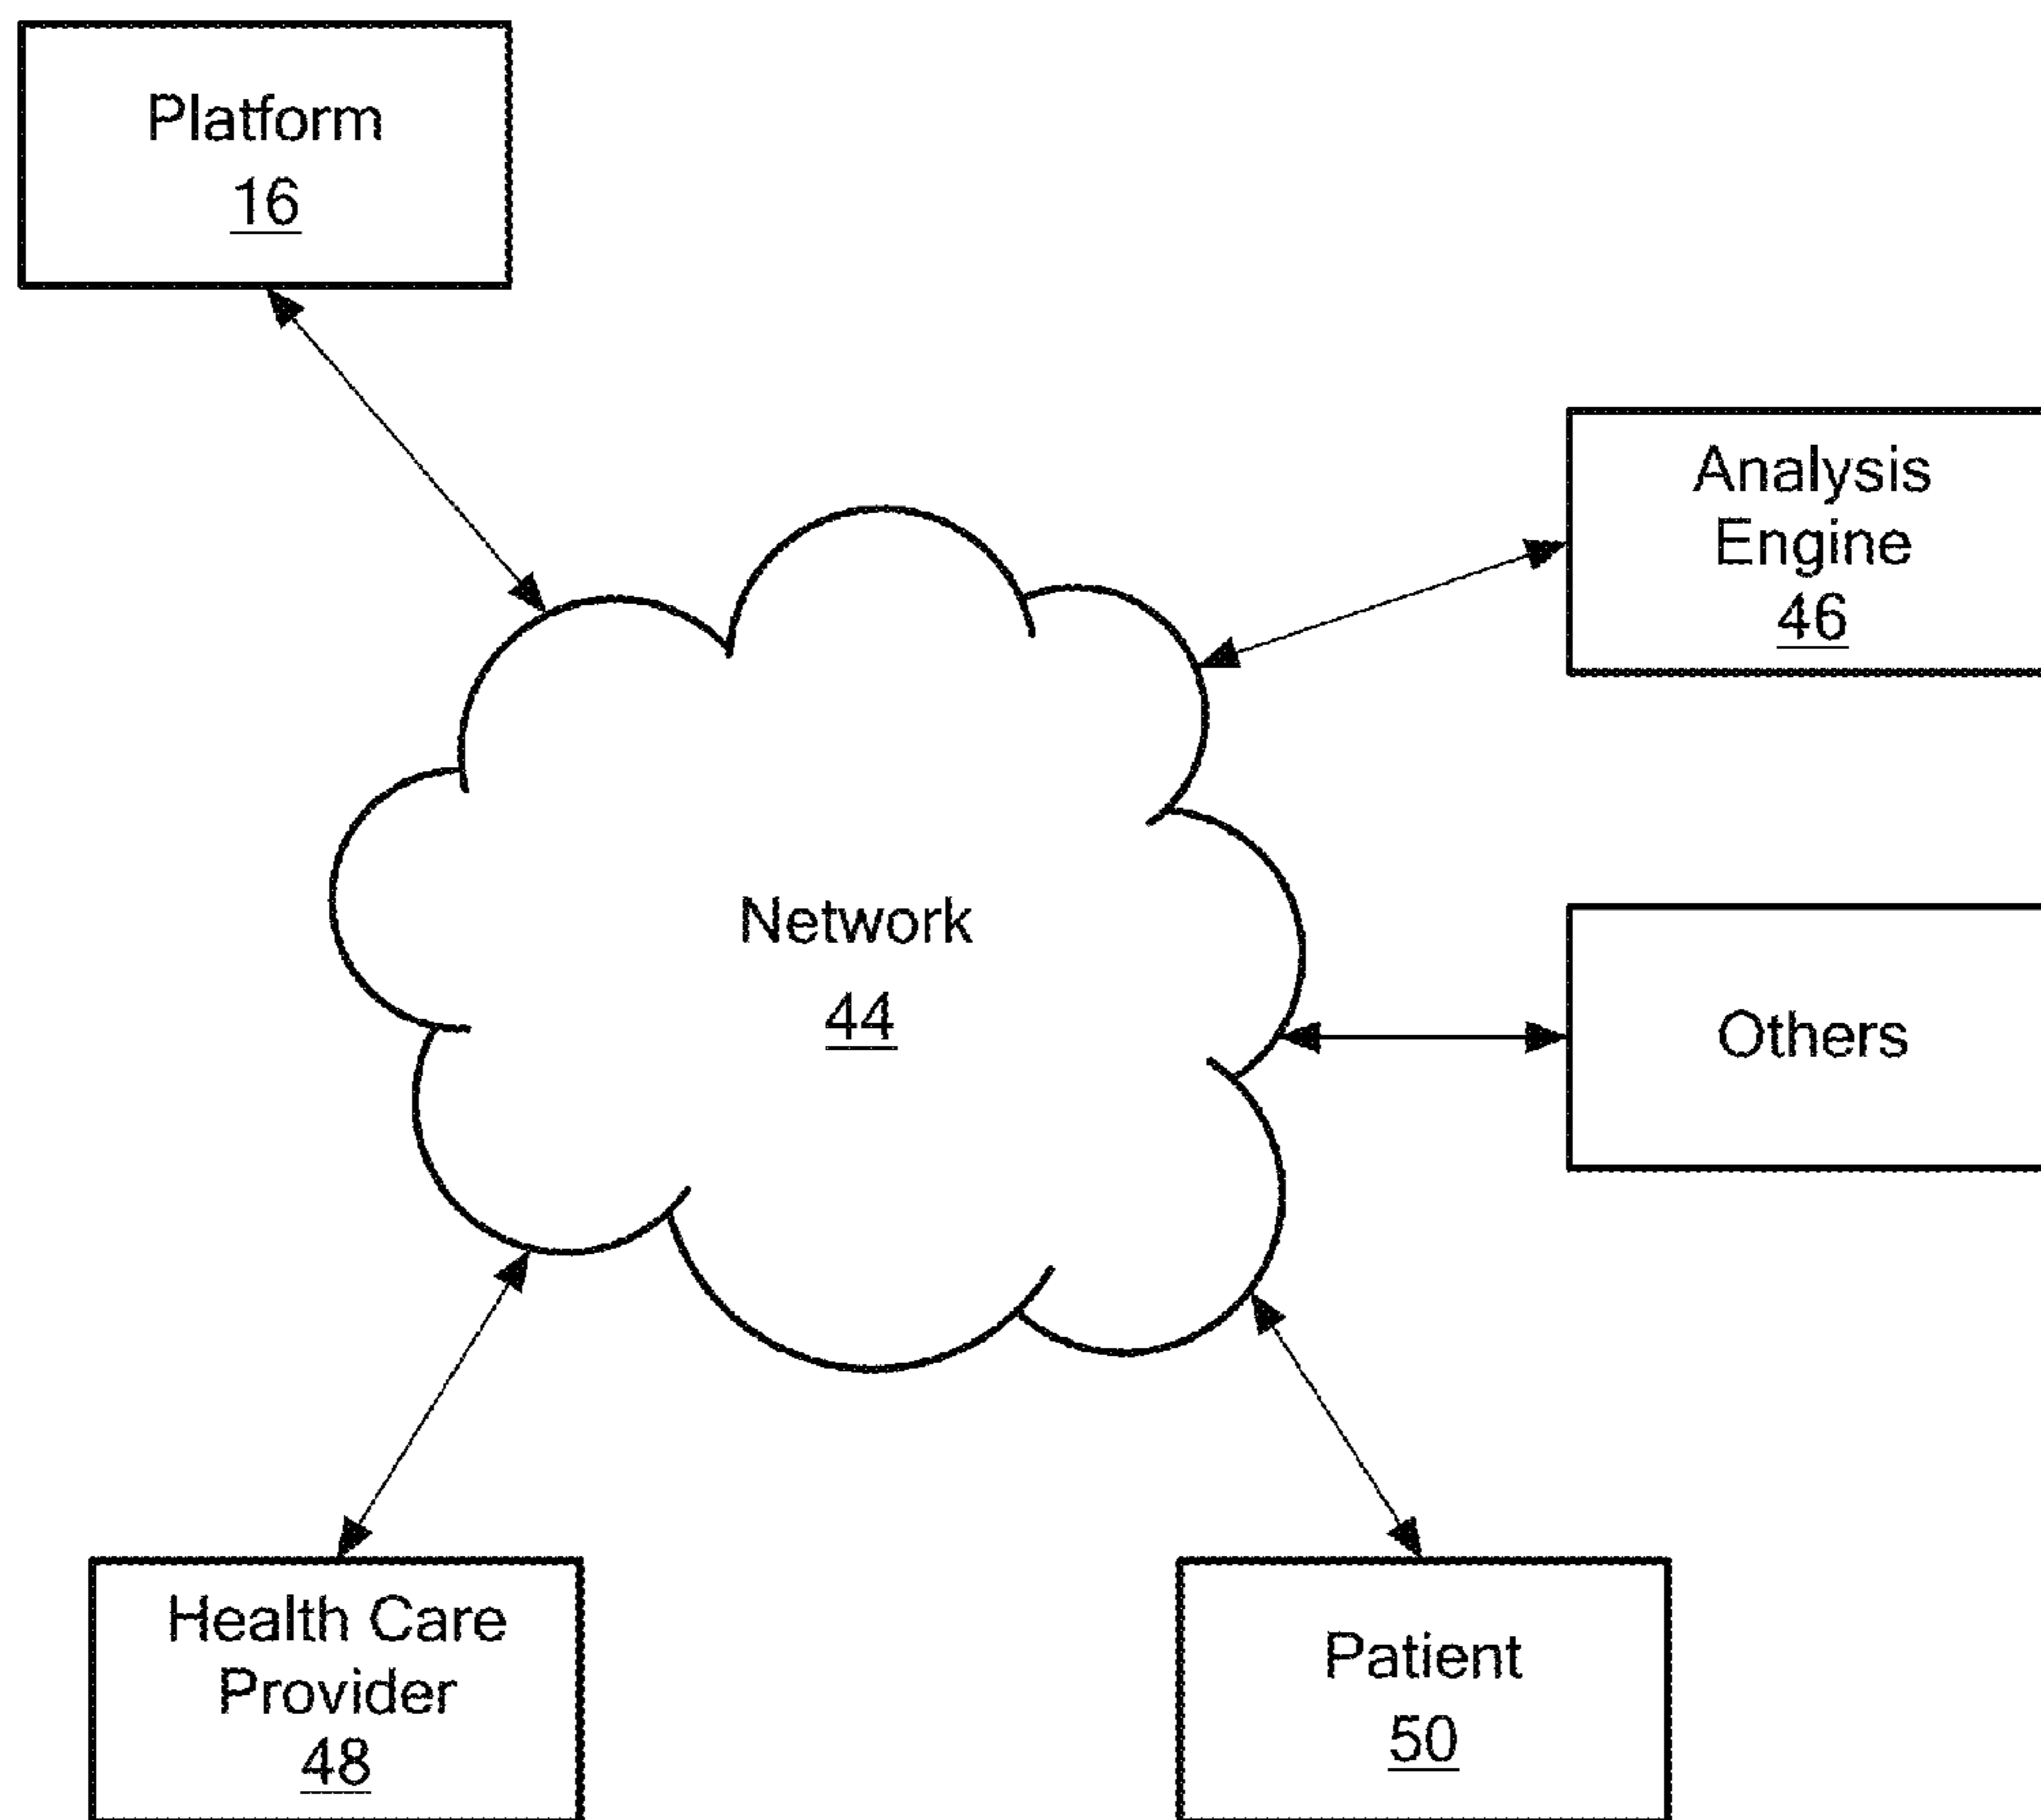 Platform
16
Analysis
Engine
46
Network
44
Others
Health Care
Provider
48
Patient
50